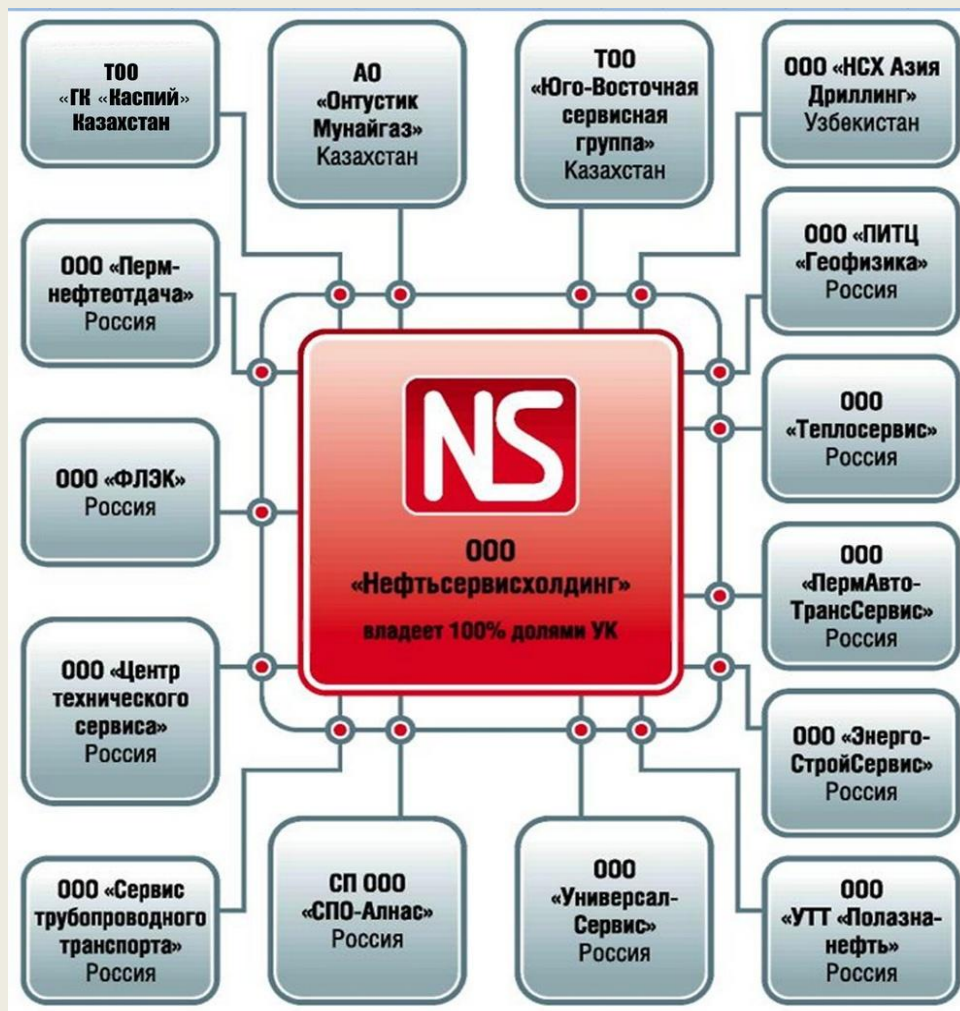 ТОО
«ГК «Каспий»
Казахстан
АО
«Онтустик
Мунайгаз»
Казахстан
ТОО
«Юго-Восточная
сервисная
группа»
Казахстан
ООО «НСХ Азия
Дриллинг»
Узбекистан
ООО «Перм-
нефтеотдача»
Россия
ООО «ПИТЦ
«Геофизика»
Россия
ООО
«Теплосервис»
Россия
ООО «ФЛЭК»
Россия
NS
ООО
«Нефтьсервисхолдинг»
владеет 100% долями УК
ООО
«ПермАвто-
ТрансСервис»
Россия
ООО «Центр
технического
сервиса»
Россия
ООО «Энерго-
СтройСервис»
Россия
ООО «Сервис
трубопроводного
транспорта»
Россия
СП ООО
«СПО-Алнас»
Россия
ООО
«Универсал-
Сервис»
Россия
ООО
«УТТ «Полазна-
нефть»
Россия